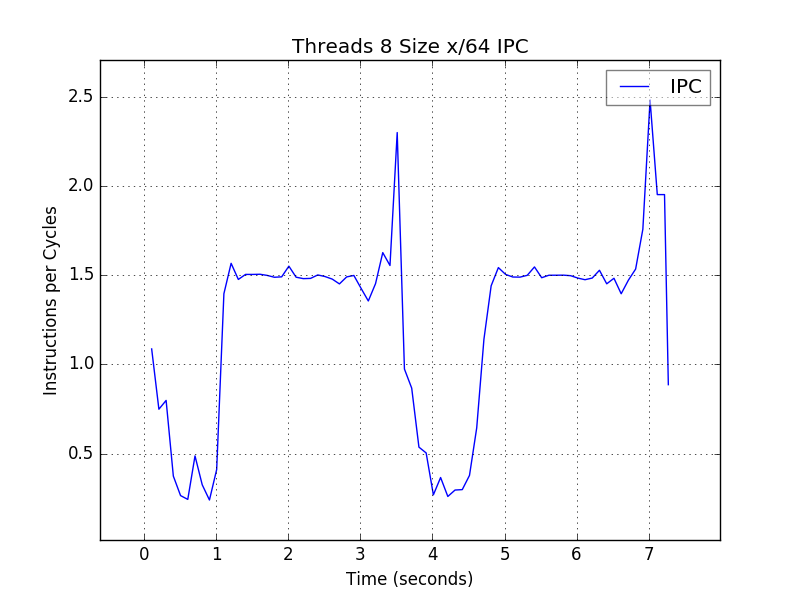 Threads 8 Size x/64 IPC
IPC
Instructions per Cycles
2.5
2.0
1.5
1.0
0.5
0 1 2 3 4 5 6 7
Time (seconds)